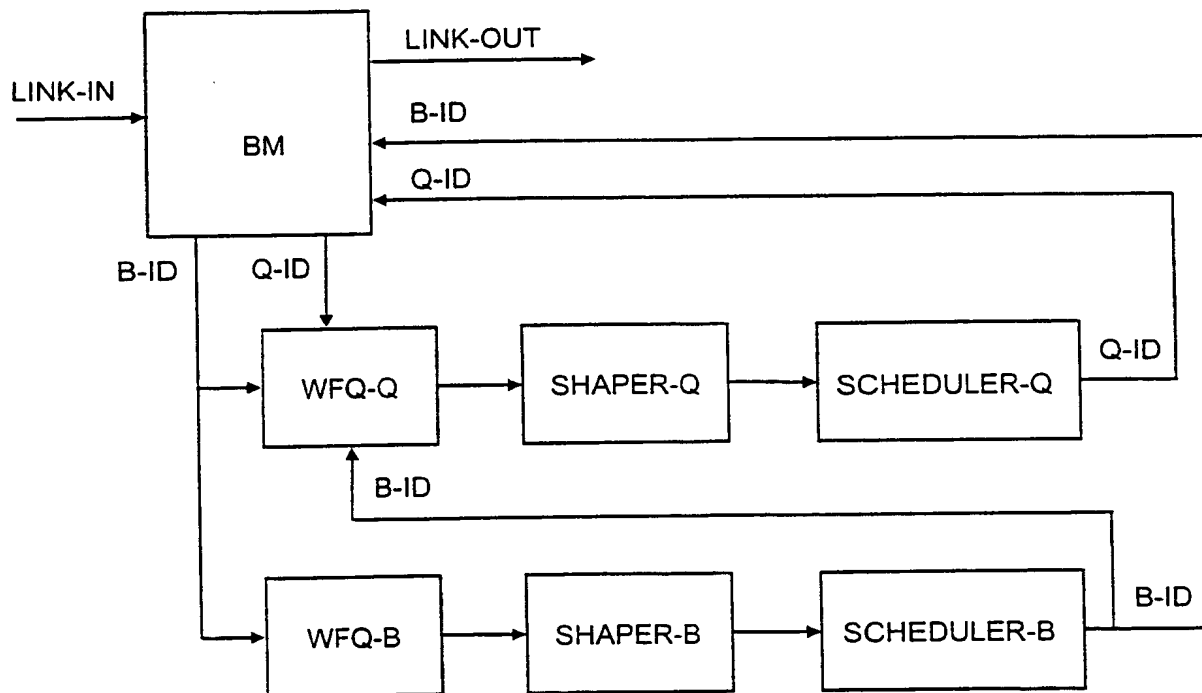 LINK-OUT
LINK-IN
B-ID
BM
Q-ID
B-ID
Q-ID
Q-ID
WFQ-Q
SHAPER-Q
SCHEDULER-Q
B-ID
B-ID
WFQ-B
SHAPER-B
SCHEDULER-B